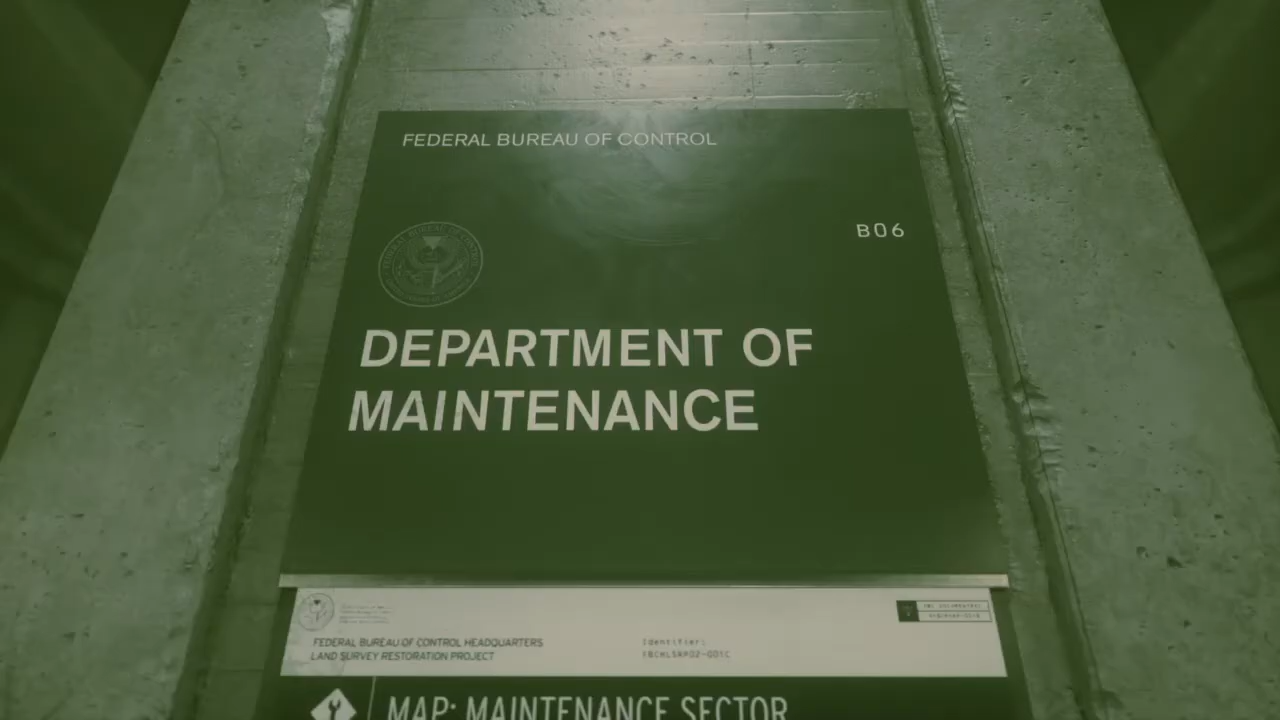 FEDERAL BUREAU OF CONTROL
B06
DEPARTMENT OF
MAINTENANCE
FEDERAL BUREAU OF CONTROL HEADQUARTERS
LAND SURVEY RESTORATION PROJECT
Identifier:
MAP: MAINTENANCE SECTOR